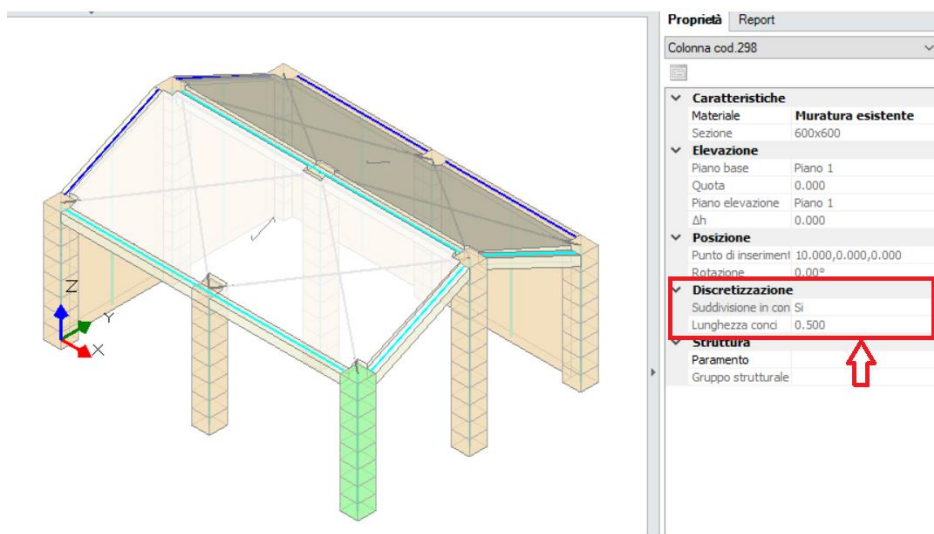 Proprietà Report
Colonna cod.298
Caratteristiche
Materiale Muratura esistente
Sezione 600x600
Elevazione
Piano base Piano 1
Quota 0.000
Piano elevazione Piano 1
Δh 0.000
Posizione
Punto di inseriment 10.000,0.000,0.000
Rotazione 0.00°
Discretizzazione
Suddivisione in con Sì
Lunghezza conci 0.500
Struttura
Paramento
Gruppo strutturale
Z
Y
X